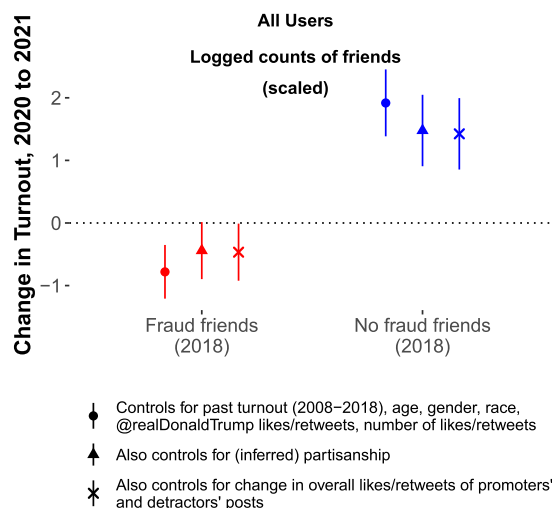 All Users
Logged counts of friends
(scaled)
Change in Turnout, 2020 to 2021
2
1
0
−1
Fraud friends
(2018)
No fraud friends
(2018)
Controls for past turnout (2008−2018), age, gender, race,
@realDonaldTrump likes/retweets, number of likes/retweets
Also controls for (inferred) partisanship
Also controls for change in overall likes/retweets of promoters'
and detractors' posts